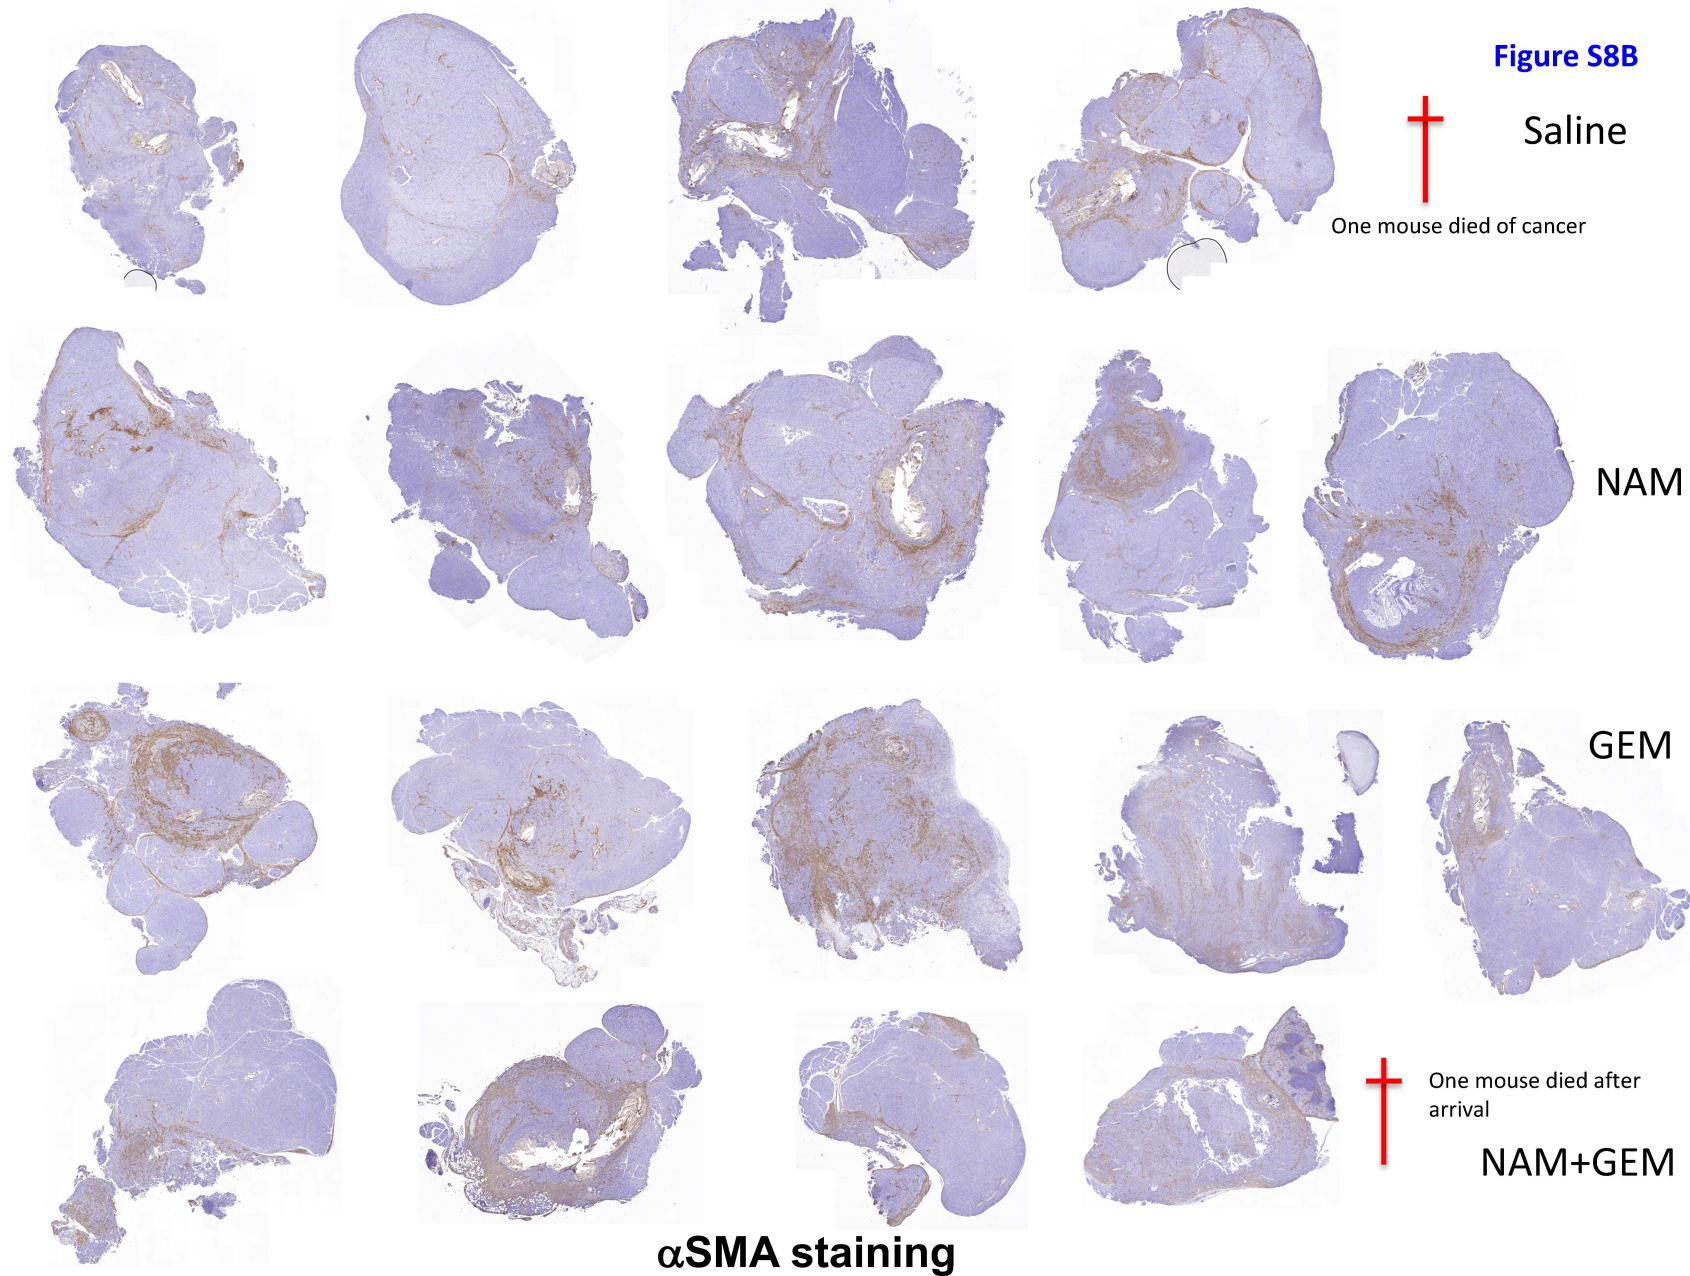 Figure S8B
Saline
One mouse died of cancer
NAM
GEM
One mouse died after
arrival
NAM+GEM
αSMA staining